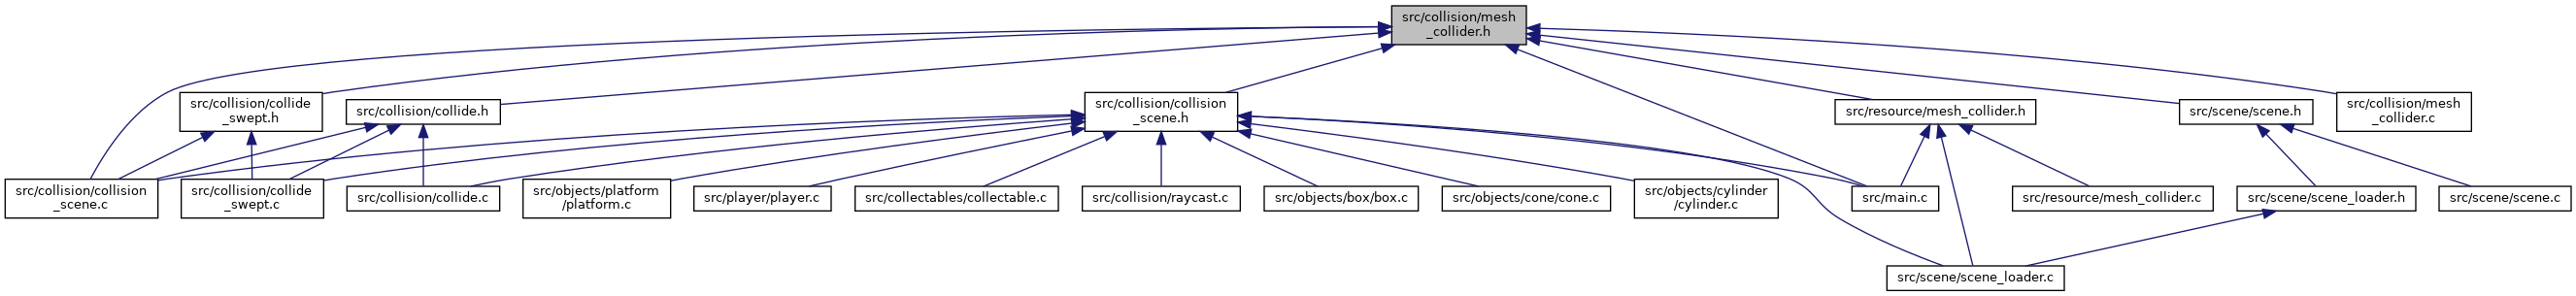 src/collision/mesh
_collider.h
src/collision/collide
_swept.h
src/collision/collide.h
src/collision/collision
_scene.h
src/resource/mesh_collider.h
src/scene/scene.h
src/collision/mesh
_collider.c
src/collision/collision
_scene.c
src/collision/collide
_swept.c
src/collision/collide.c
src/objects/platform
/platform.c
src/player/player.c
src/collectables/collectable.c
src/collision/raycast.c
src/objects/box/box.c
src/objects/cone/cone.c
src/objects/cylinder
/cylinder.c
src/main.c
src/resource/mesh_collider.c
src/scene/scene_loader.h
src/scene/scene.c
src/scene/scene_loader.c